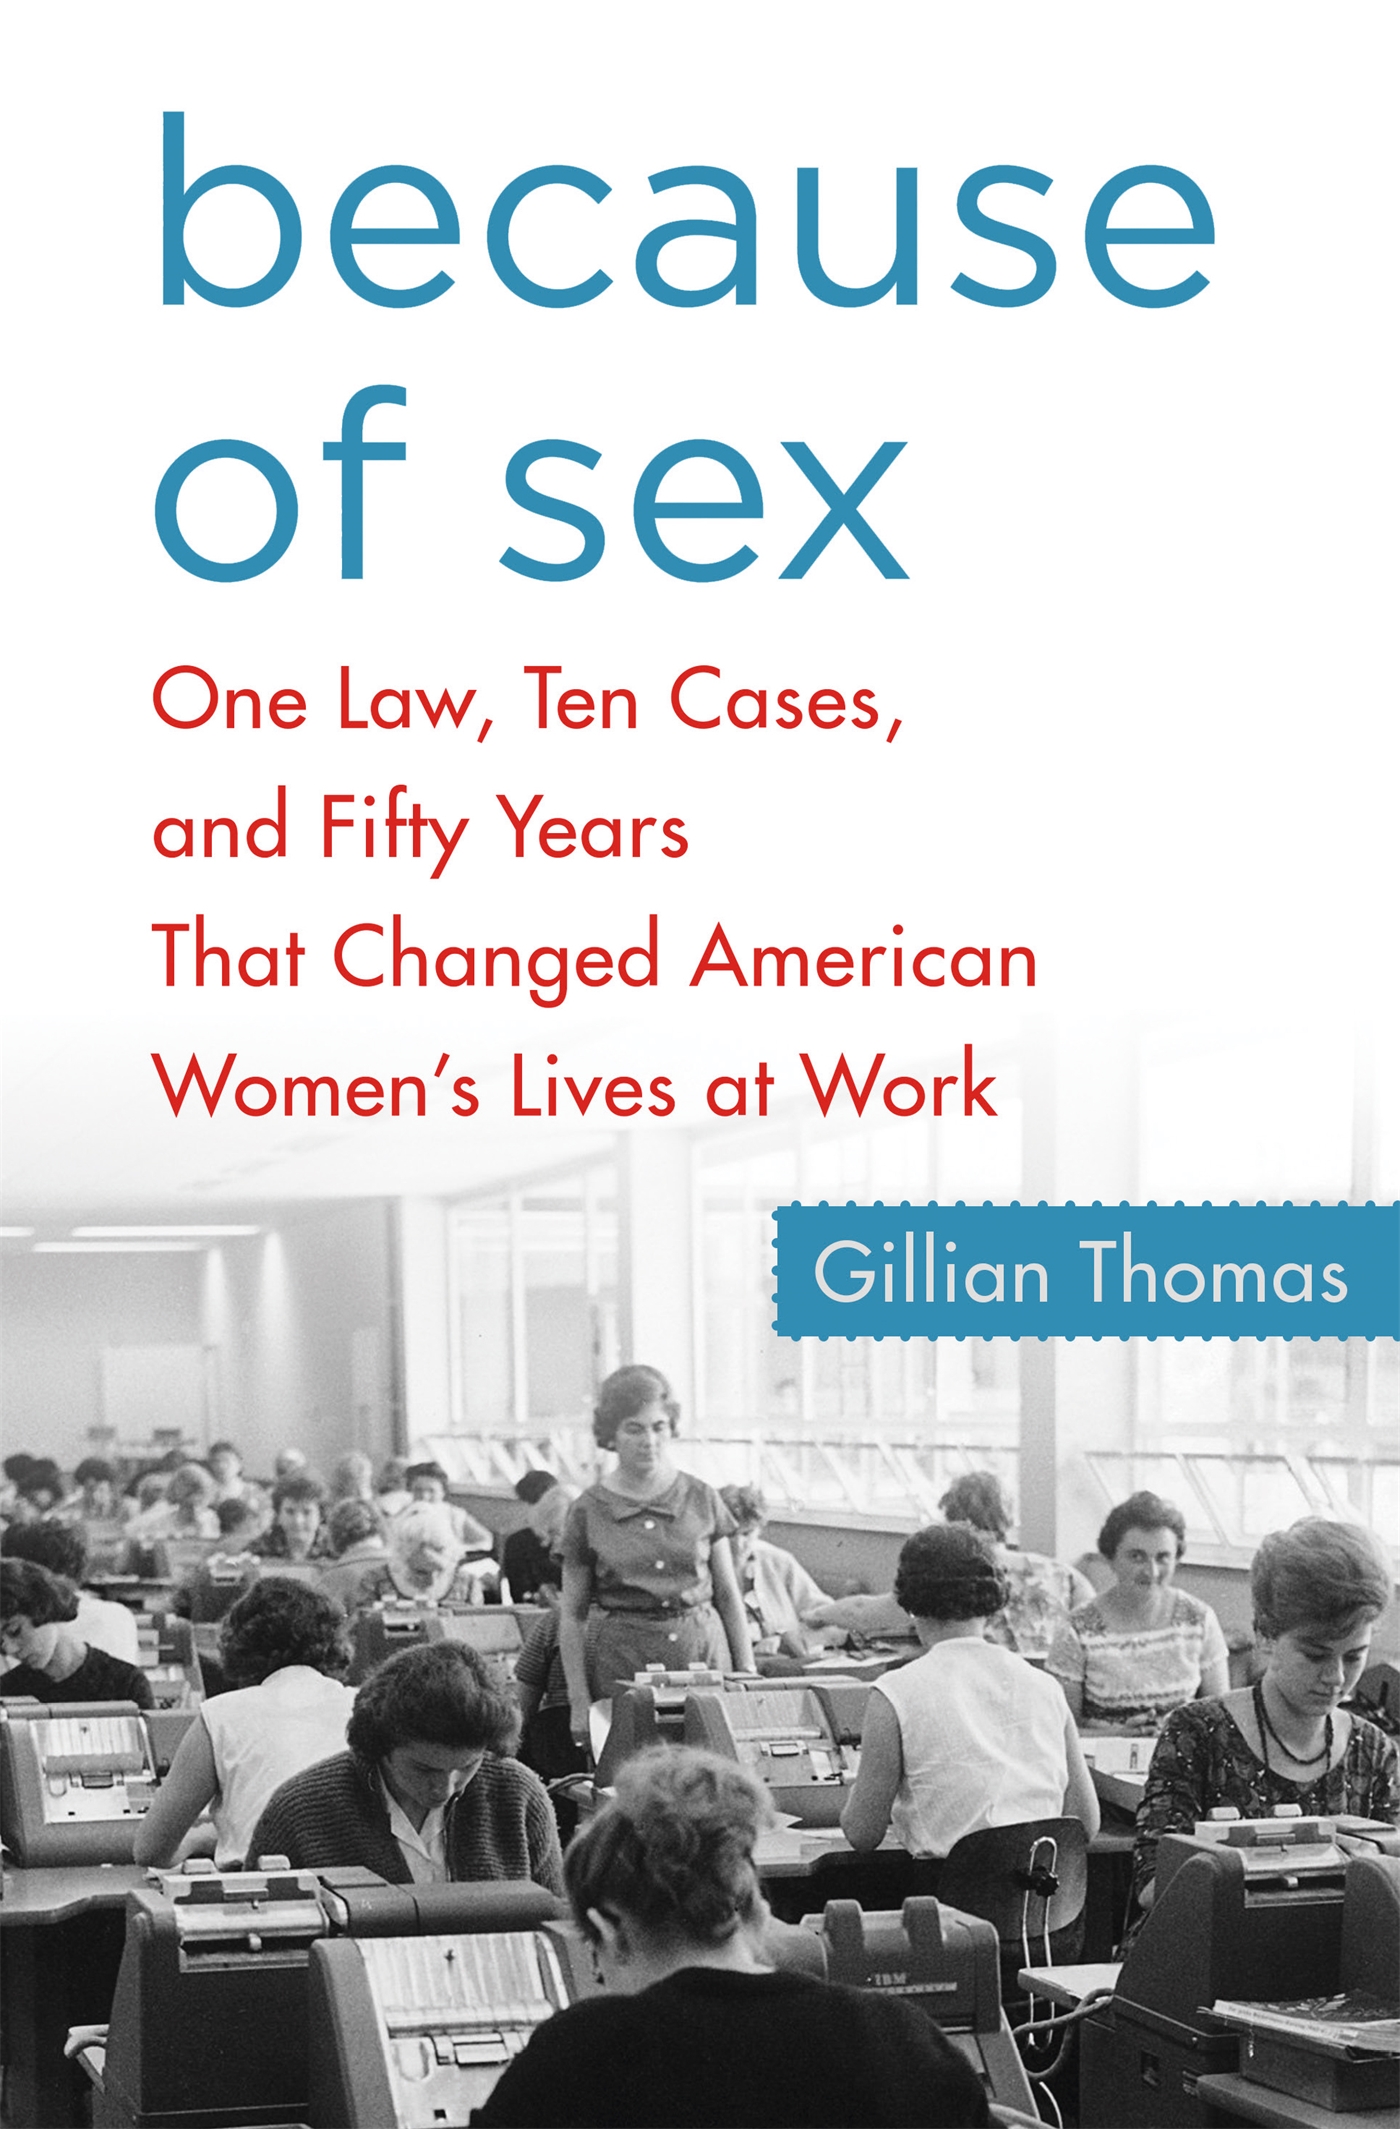 because
of sex
One Law, Ten Cases,
and Fifty Years
That Changed American
Women's Lives at Work
Gillian Thomas
IBM